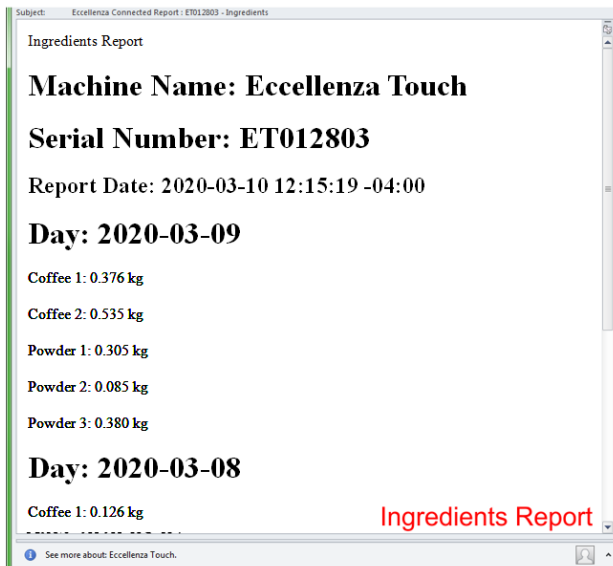 Subject: Eccellenza Connected Report : ET012803 - Ingredients
Ingredients Report
Machine Name: Eccellenza Touch
Serial Number: ET012803
Report Date: 2020-03-10 12:15:19 -04:00
Day: 2020-03-09
Coffee 1: 0.376 kg
Coffee 2: 0.535 kg
Powder 1: 0.305 kg
Powder 2: 0.085 kg
Powder 3: 0.380 kg
Day: 2020-03-08
Coffee 1: 0.126 kg
Ingredients Report
See more about: Eccellenza Touch.